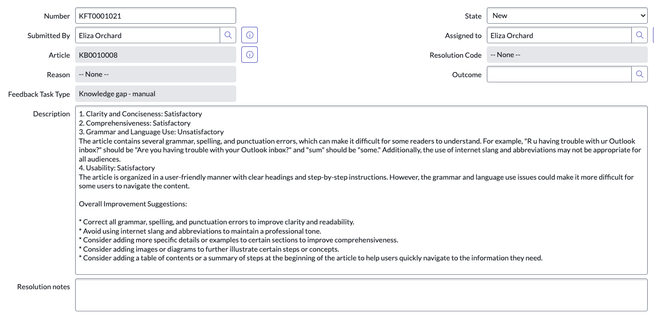 Number KFT0001021 State New
Submitted By Eliza Orchard Assigned to Eliza Orchard
Article KB0010008 Resolution Code -- None --
Reason -- None -- Outcome
Feedback Task Type Knowledge gap - manual
Description
1. Clarity and Conciseness: Satisfactory
2. Comprehensiveness: Satisfactory
3. Grammar and Language Use: Unsatisfactory
The article contains several grammar, spelling, and punctuation errors, which can make it difficult for some readers to understand. For example, "R u having trouble with ur Outlook
inbox?" should be "Are you having trouble with your Outlook inbox?" and "sum" should be "some." Additionally, the use of internet slang and abbreviations may not be appropriate for
all audiences.
4. Usability: Satisfactory
The article is organized in a user-friendly manner with clear headings and step-by-step instructions. However, the grammar and language use issues could make it more difficult for
some users to navigate the content.
Overall Improvement Suggestions:
* Correct all grammar, spelling, and punctuation errors to improve clarity and readability.
* Avoid using internet slang and abbreviations to maintain a professional tone.
* Consider adding more specific details or examples to certain sections to improve comprehensiveness.
* Consider adding images or diagrams to further illustrate certain steps or concepts.
* Consider adding a table of contents or a summary of steps at the beginning of the article to help users quickly navigate to the information they need.
Resolution notes